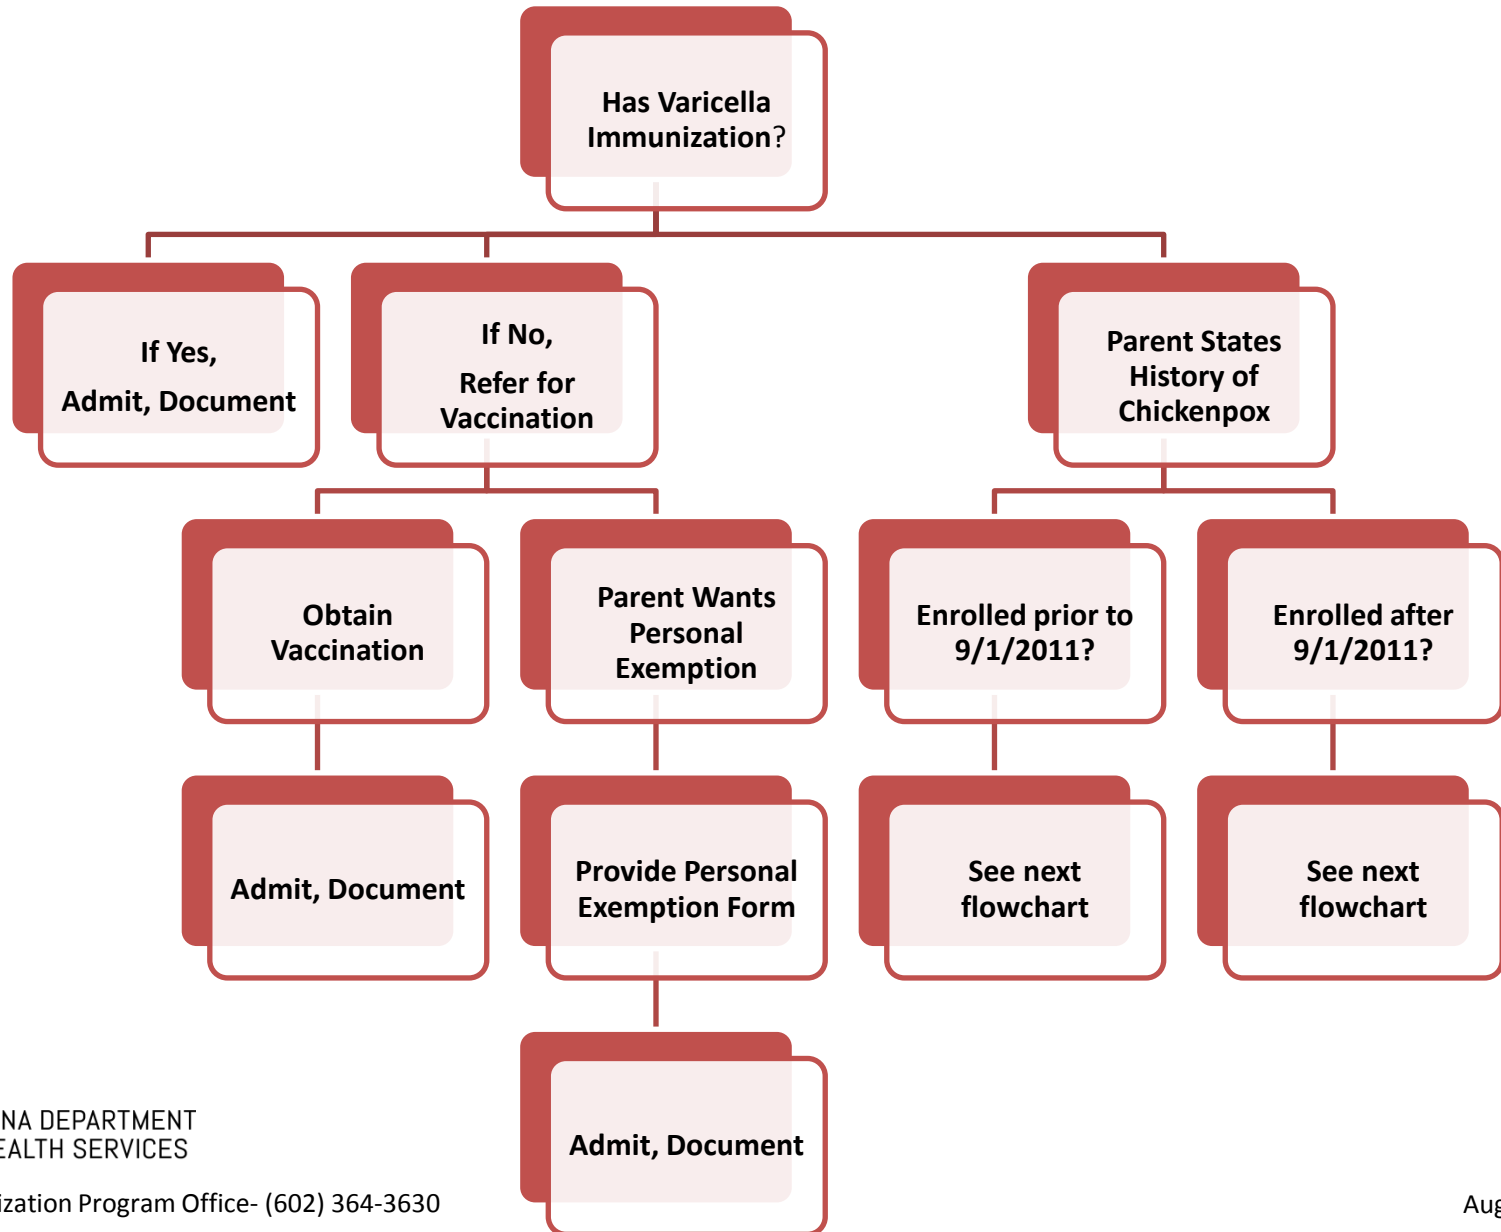 Has Varicella
Immunization?
If Yes,
Admit, Document
If No,
Refer for
Vaccination
Parent States
History of
Chickenpox
Obtain
Vaccination
Parent Wants
Personal
Exemption
Enrolled prior to
9/1/2011?
Enrolled after
9/1/2011?
Admit, Document
Provide Personal
Exemption Form
See next
flowchart
See next
flowchart
Admit, Document
NA DEPARTMENT
EALTH SERVICES
ization Program Office- (602) 364-3630
Aug